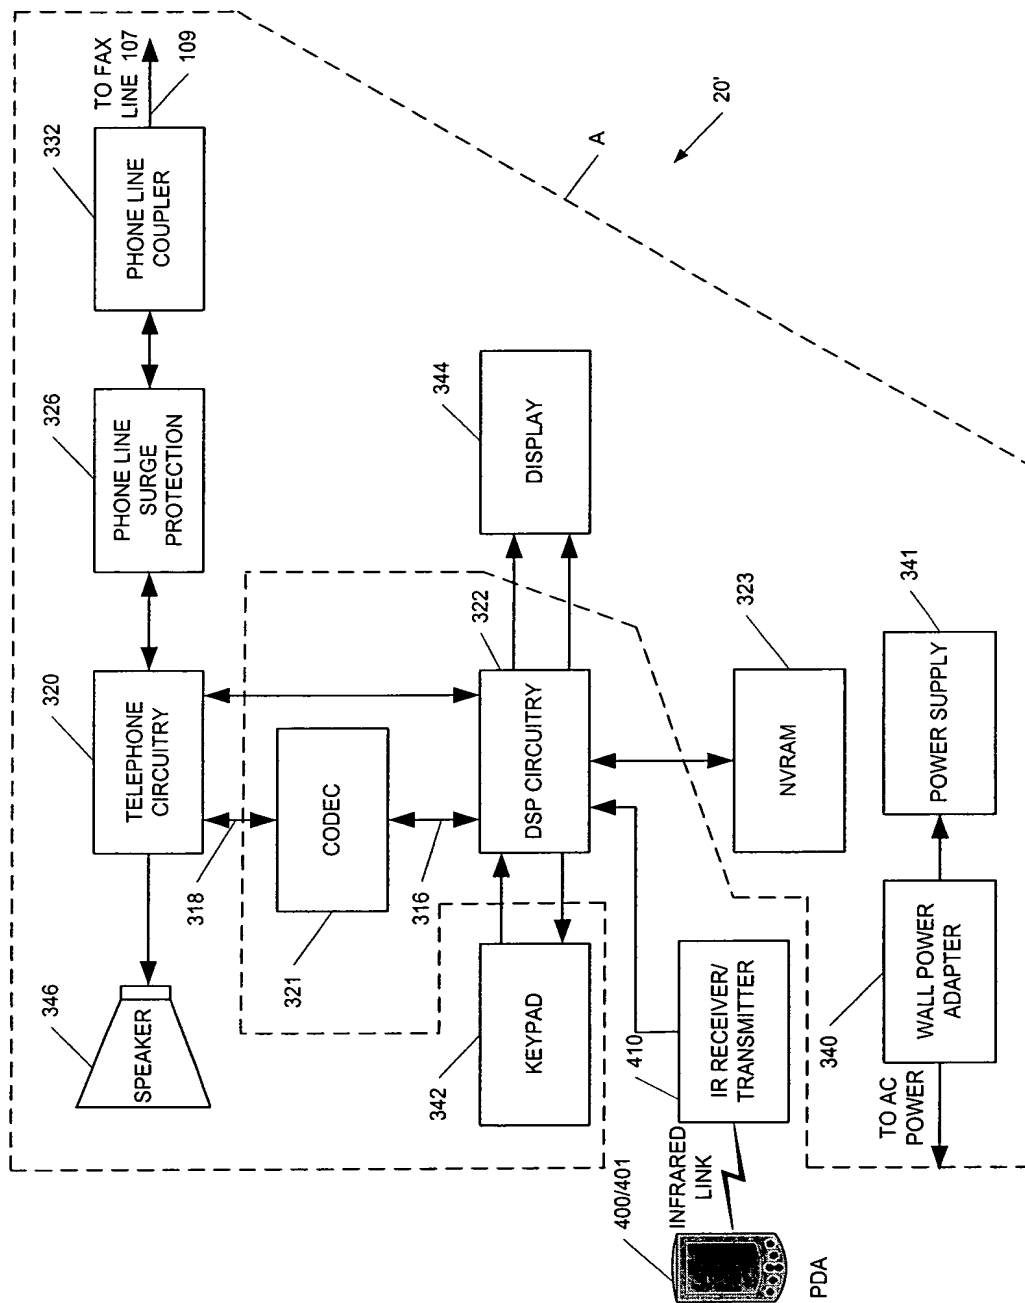 346
SPEAKER
320
TELEPHONE
CIRCUITRY
326
PHONE LINE
SURGE
PROTECTION
332
PHONE LINE
COUPLER
TO FAX
LINE 107
109
318
321
CODEC
316
342
KEYPAD
322
DSP CIRCUITRY
344
DISPLAY
A
20'
400/401
INFRARED
LINK
PDA
410
IR RECEIVER/
TRANSMITTER
323
NVRAM
TO AC
POWER
340
WALL POWER
ADAPTER
341
POWER SUPPLY